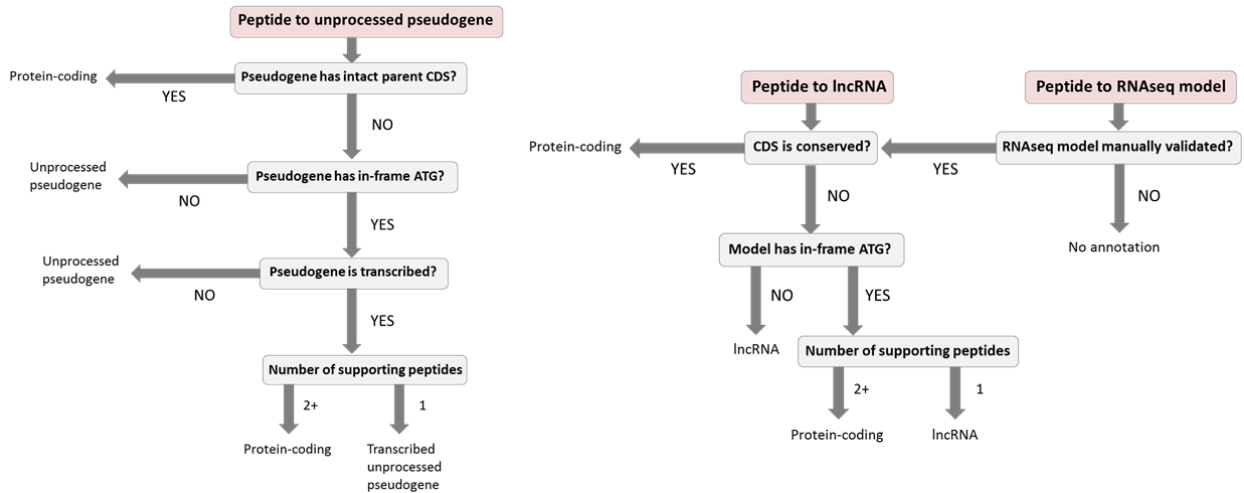 Peptide to unprocessed pseudogene
Pseudogene has intact parent CDS?
Protein-coding
YES
NO
Pseudogene has in-frame ATG?
Unprocessed
pseudogene
NO
YES
Pseudogene is transcribed?
Unprocessed
pseudogene
NO
YES
Number of supporting peptides
2+
1
Protein-coding
Transcribed
unprocessed
pseudogene
Peptide to lncRNA
Peptide to RNAseq model
Protein-coding
CDS is conserved?
RNAseq model manually validated?
YES
YES
NO
NO
Model has in-frame ATG?
No annotation
NO
YES
lncRNA
Number of supporting peptides
2+
1
Protein-coding
lncRNA